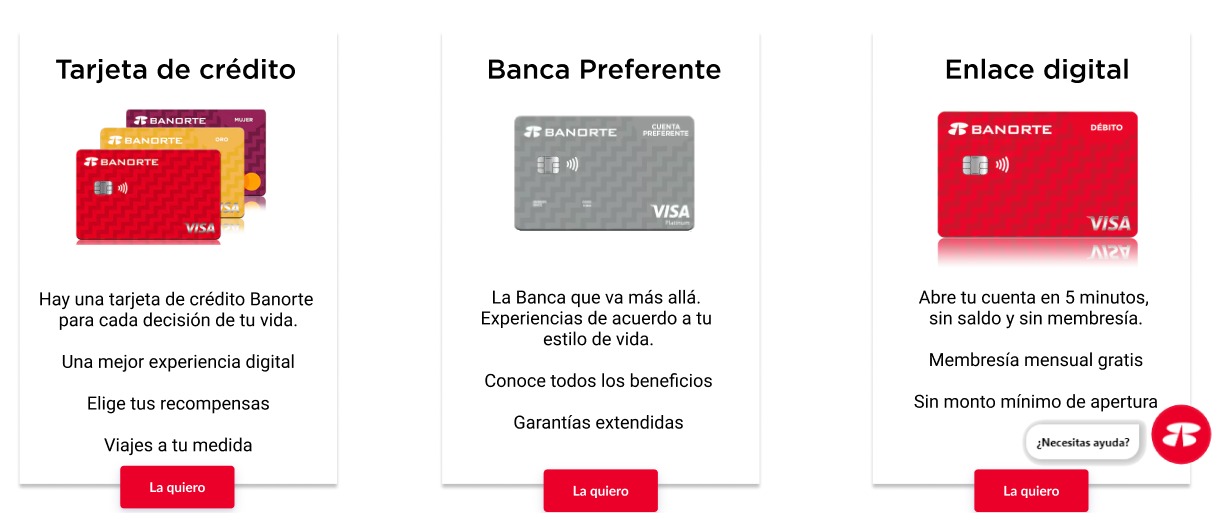 Tarjeta de crédito
BANORTE
MUJER
BANORTE
ORO
BANORTE
VISA
VISA
Hay una tarjeta de crédito Banorte
para cada decisión de tu vida.
Una mejor experiencia digital
Elige tus recompensas
Viajes a tu medida
La quiero
Banca Preferente
BANORTE
CUENTA
PREFERENTE
VISA
Platinum
La Banca que va más allá.
Experiencias de acuerdo a tu
estilo de vida.
Conoce todos los beneficios
Garantías extendidas
La quiero
Enlace digital
BANORTE
DÉBITO
VISA
Abre tu cuenta en 5 minutos,
sin saldo y sin membresía.
Membresía mensual gratis
Sin monto mínimo de apertura
¿Necesitas ayuda?
La quiero